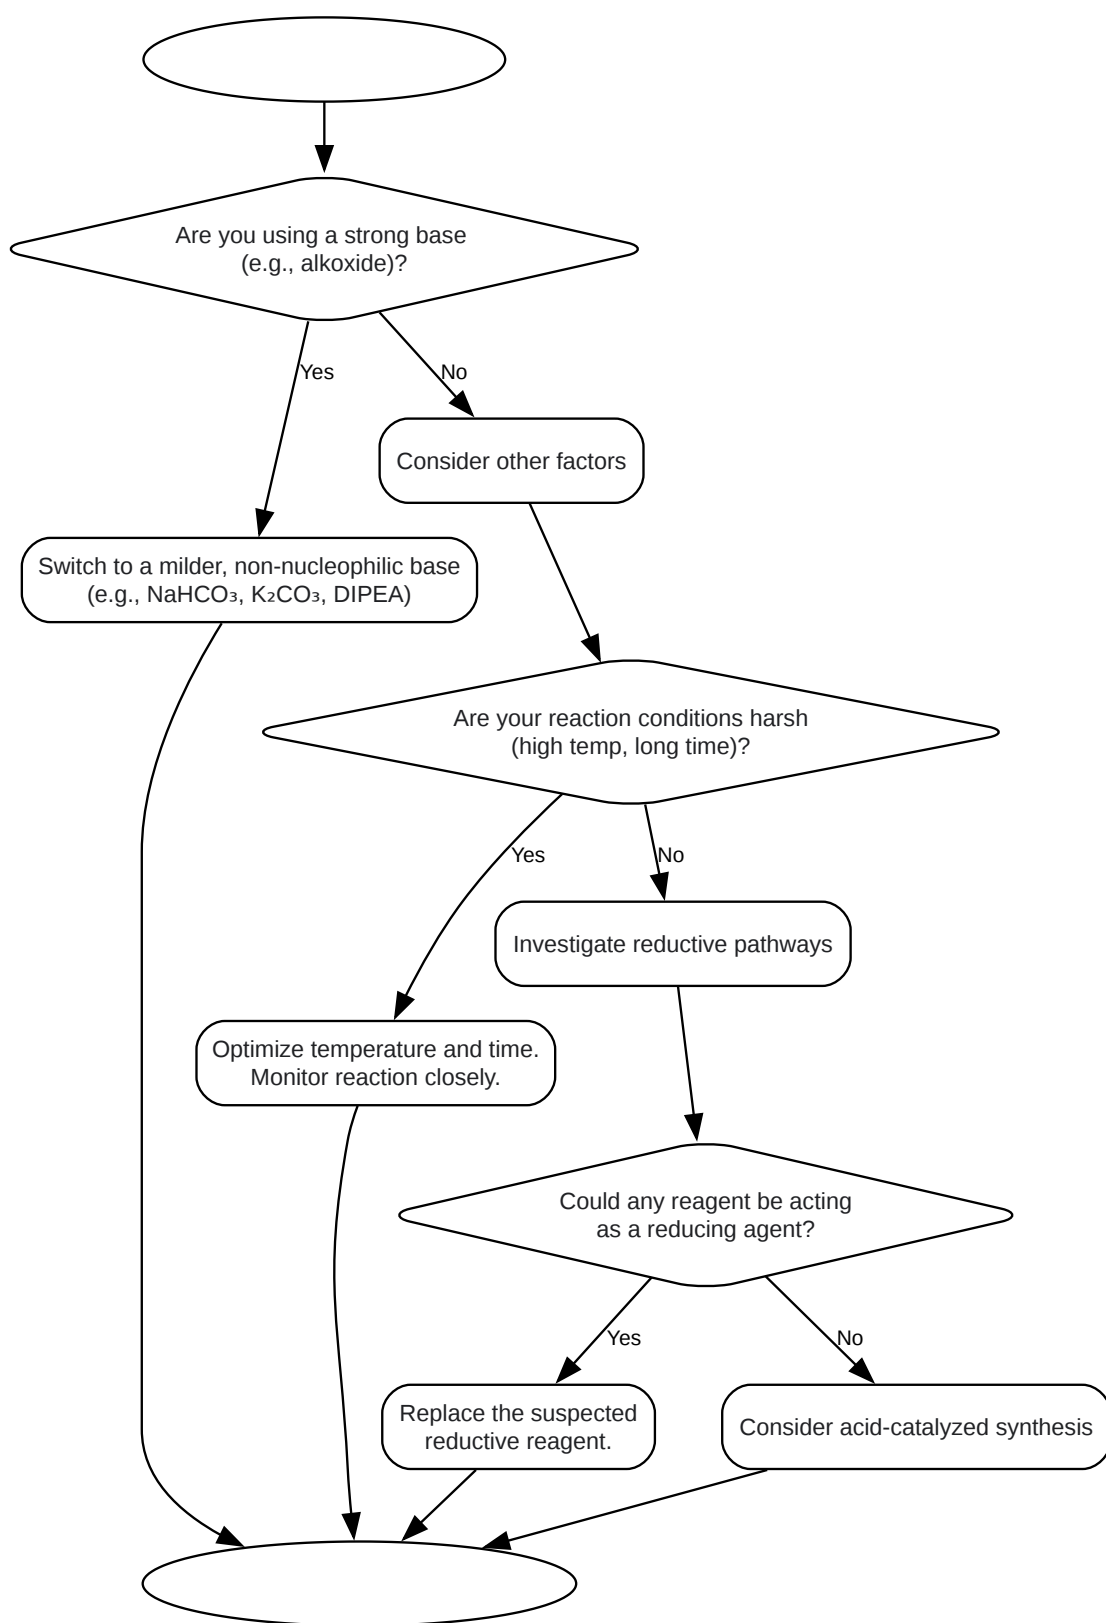 Are you using a strong base
(e.g., alkoxide)?
Yes
No
Consider other factors
Switch to a milder, non-nucleophilic base
(e.g., NaHCO₃, K₂CO₃, DIPEA)
Are your reaction conditions harsh
(high temp, long time)?
Yes
No
Investigate reductive pathways
Optimize temperature and time.
Monitor reaction closely.
Could any reagent be acting
as a reducing agent?
Yes
No
Replace the suspected
reductive reagent.
Consider acid-catalyzed synthesis